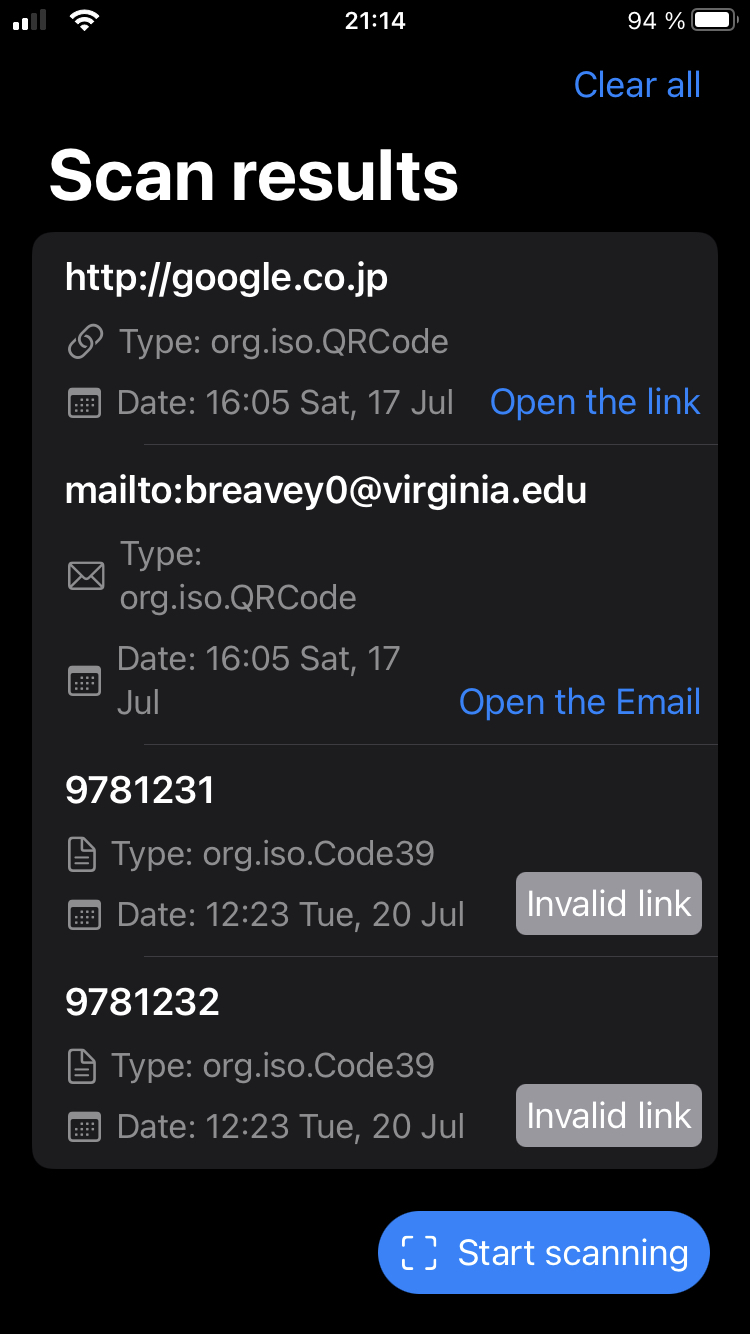 21:14
94 %
Clear all
Scan results
http://google.co.jp
Type: org.iso.QRCode
Date: 16:05 Sat, 17 Jul
Open the link
mailto:breavey0@virginia.edu
Type:
org.iso.QRCode
Date: 16:05 Sat, 17
Jul
Open the Email
9781231
Type: org.iso.Code39
Date: 12:23 Tue, 20 Jul
Invalid link
9781232
Type: org.iso.Code39
Date: 12:23 Tue, 20 Jul
Invalid link
Start scanning